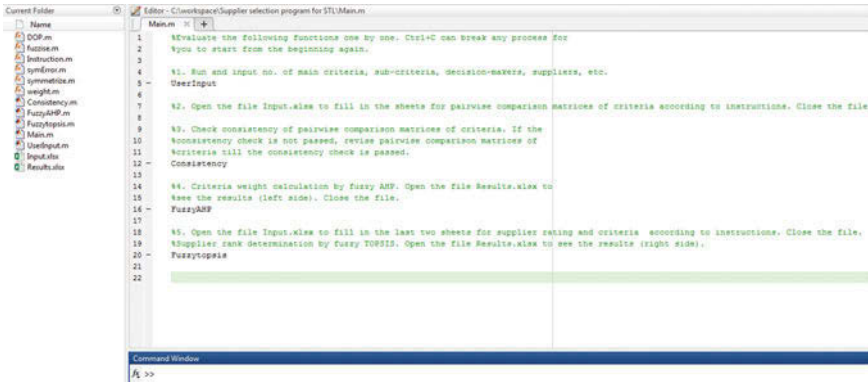 Current Folder
Name
DOP.m
fuzzise.m
Instruction.m
symError.m
symmetrize.m
weight.m
Consistency.m
FuzzyAHP.m
Fuzzytopsis.m
Main.m
UserInput.m
Input.xlsx
Results.xlsx
Editor - C:\workspace\Supplier selection program for STL\Main.m
Main.m × +
1 %Evaluate the following functions one by one. Ctrl+C can break any process for
2 %you to start from the beginning again.
3
4 %1. Run and input no. of main criteria, sub-criteria, decision-makers, suppliers, etc.
5 - UserInput
6
7 %2. Open the file Input.xlsx to fill in the sheets for pairwise comparison matrices of criteria according to instructions. Close the file
8
9 %3. Check consistency of pairwise comparison matrices of criteria. If the
10 %consistency check is not passed, revise pairwise comparison matrices of
11 %criteria till the consistency check is passed.
12 - Consistency
13
14 %4. Criteria weight calculation by fuzzy AHP. Open the file Results.xlsx to
15 %see the results (left side). Close the file.
16 - FuzzyAHP
17
18 %5. Open the file Input.xlsx to fill in the last two sheets for supplier rating and criteria according to instructions. Close the file.
19 %Supplier rank determination by fuzzy TOPSIS. Open the file Results.xlsx to see the results (right side).
20 - Fuzzytopsis
21
22
Command Window
fx >>